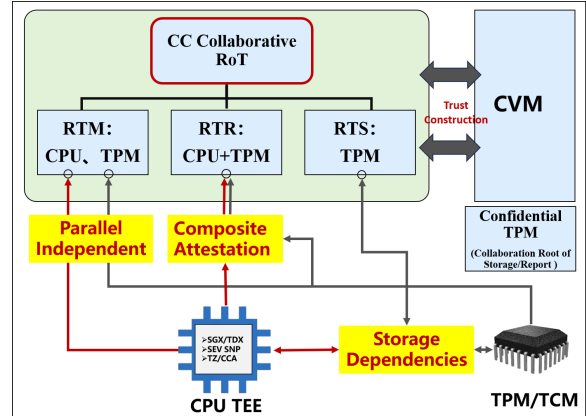 CC Collaborative
RoT
RTM：
CPU、TPM
RTR：
CPU+TPM
RTS：
TPM
Trust
Construction
CVM
Confidential
TPM
(Collaboration Root of
Storage/Report )
Parallel
Independent
Composite
Attestation
➢SGX/TDX
➢SEV SNP
➢TZ/CCA
CPU TEE
Storage
Dependencies
TPM/TCM